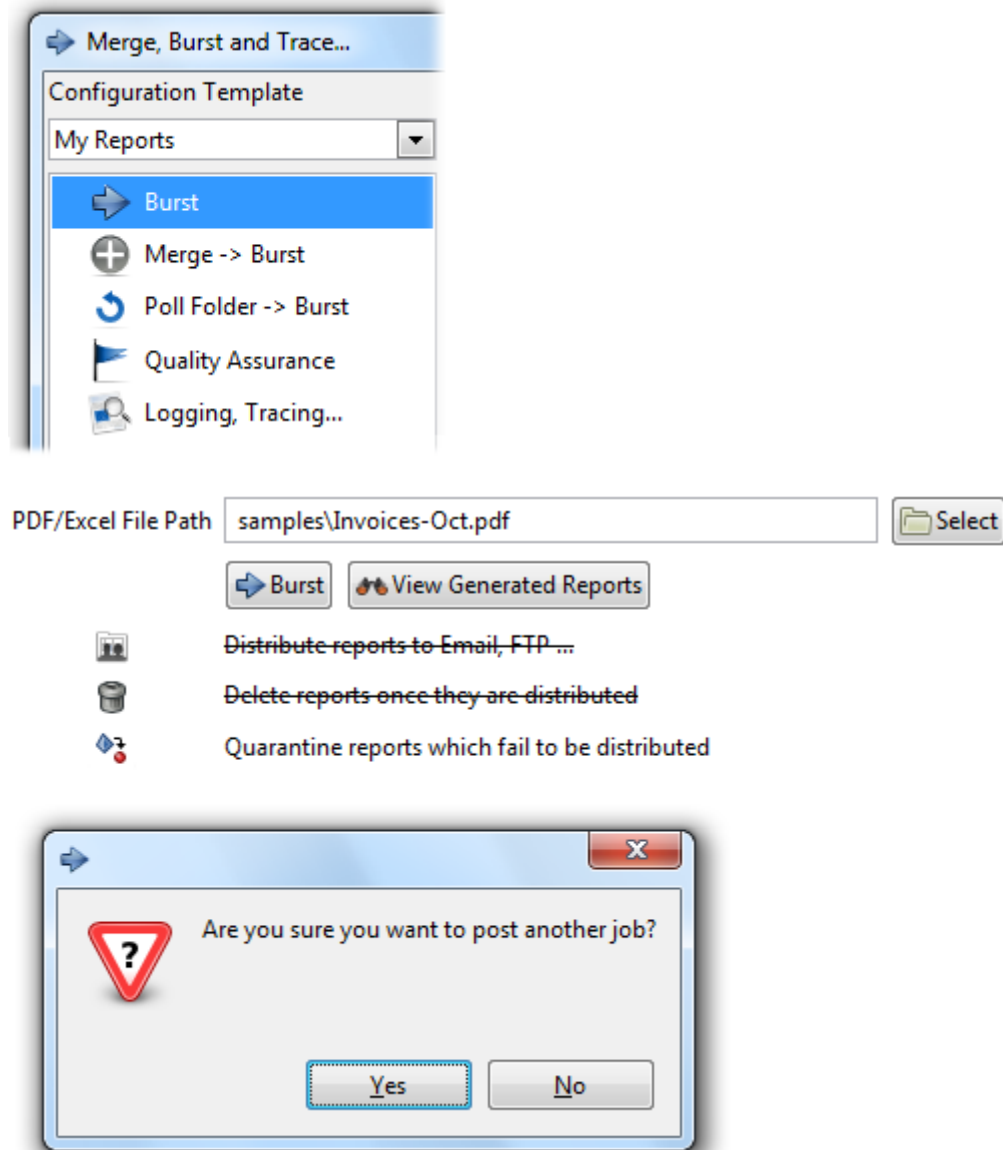 Merge, Burst and Trace...
Configuration Template
My Reports
Burst
Merge -> Burst
Poll Folder -> Burst
Quality Assurance
Logging, Tracing...
PDF/Excel File Path samples\Invoices-Oct.pdf Select
Burst View Generated Reports
Distribute reports to Email, FTP ...
Delete reports once they are distributed
Quarantine reports which fail to be distributed
X
Are you sure you want to post another job?
?
Yes No